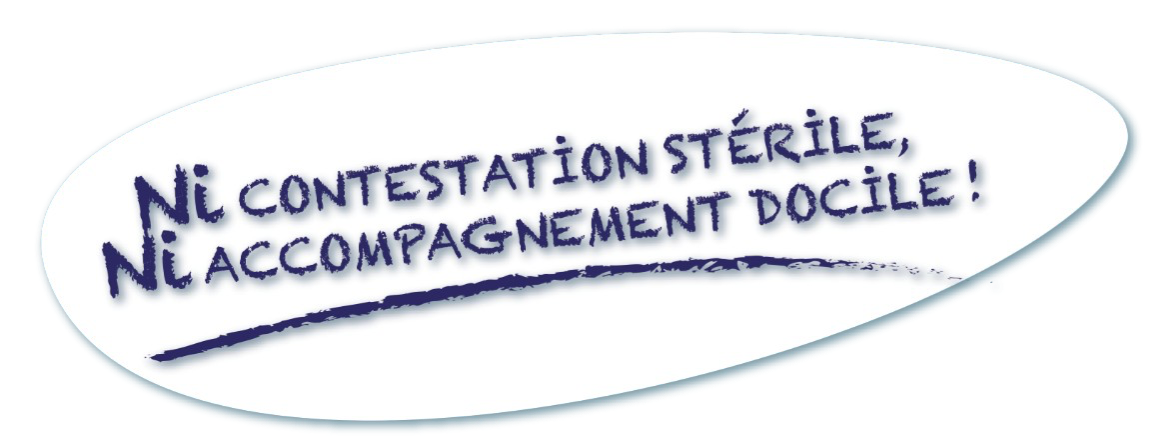 Ni CONTESTATiON STÉRiLE,
Ni ACCOMPAGNEMENT DOCiLE !